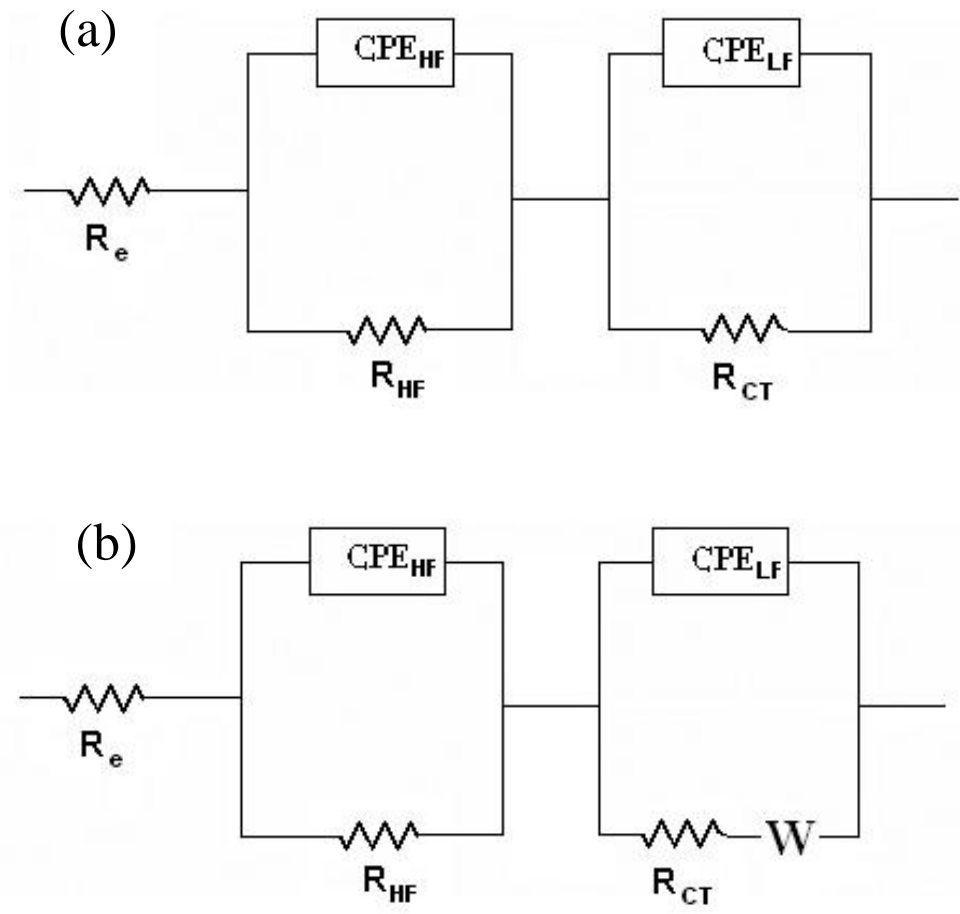 (a)
CPE_HF
CPE_LF
R_e
R_HF
R_CT
(b)
CPE_HF
CPE_LF
R_e
W
R_HF
R_CT